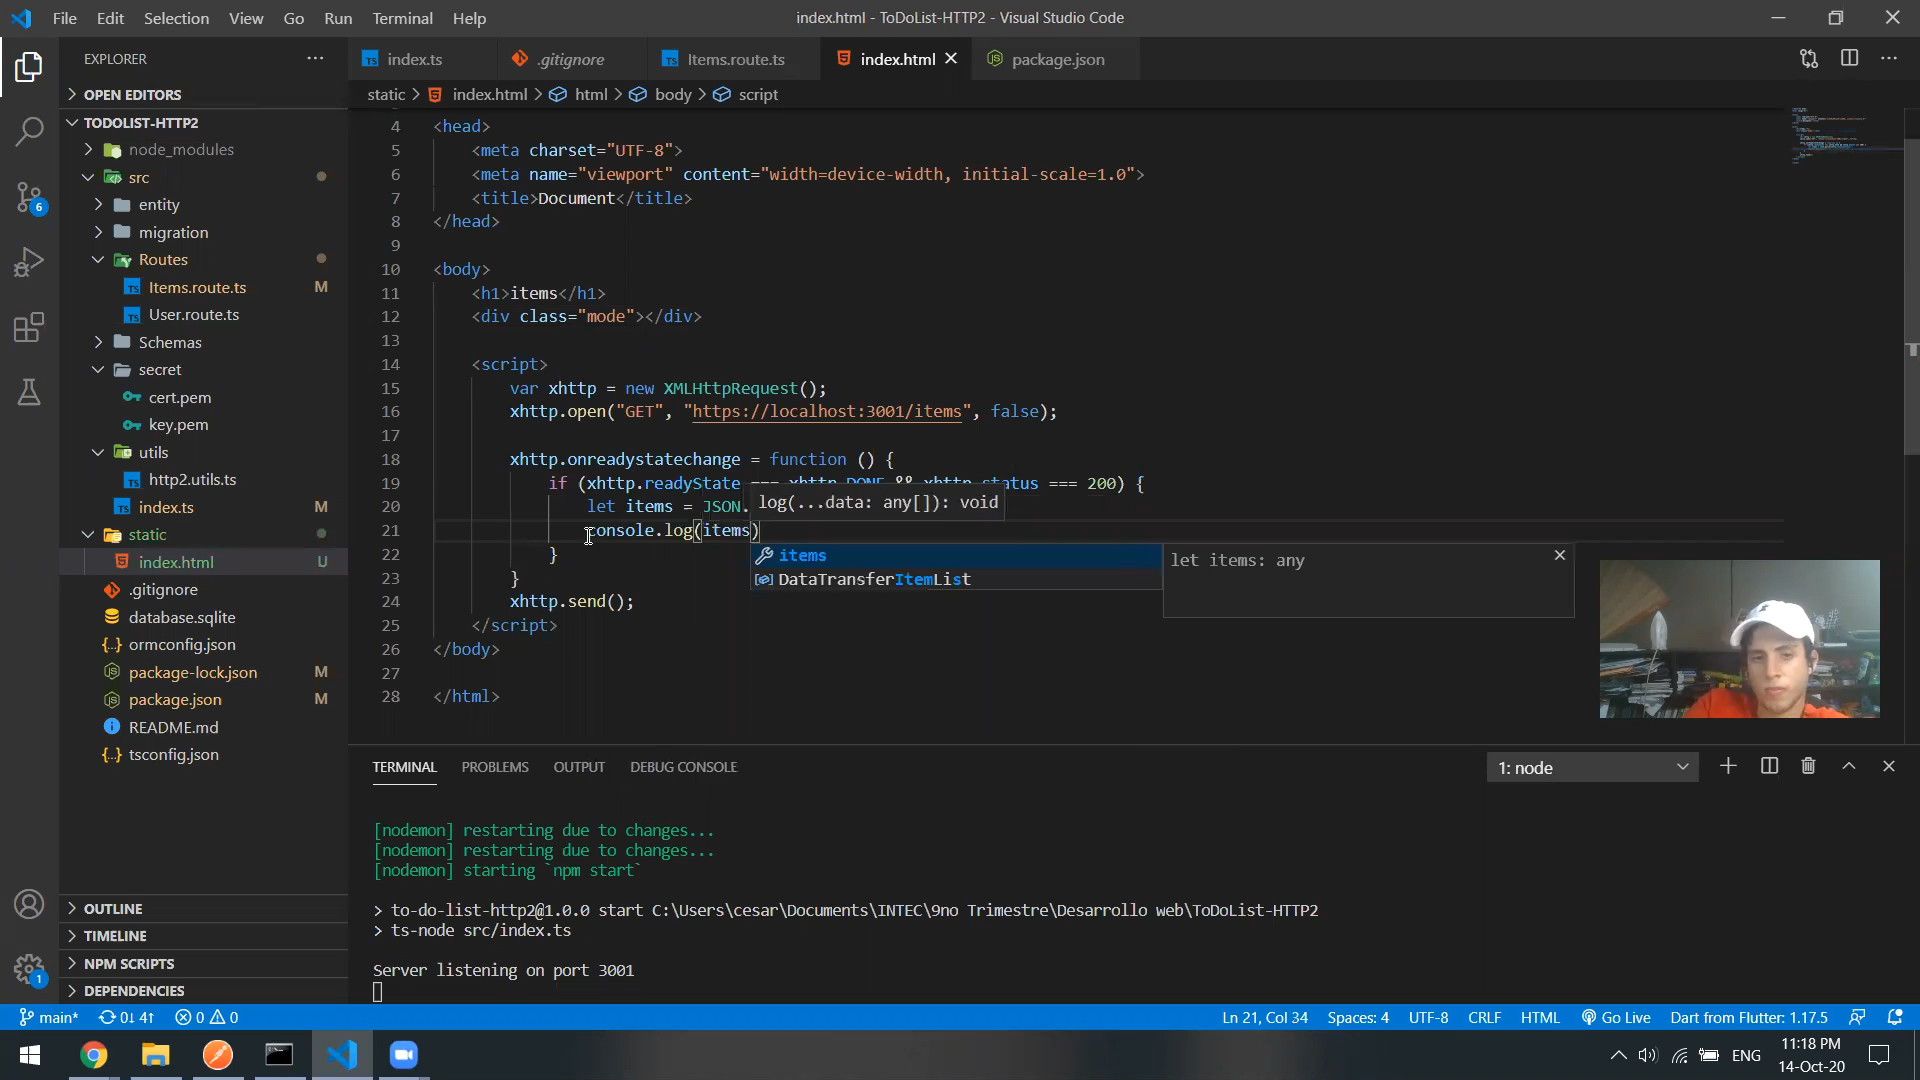 File Edit Selection View Go Run Terminal Help
index.html - ToDoList-HTTP2 - Visual Studio Code
EXPLORER
OPEN EDITORS
TODOLIST-HTTP2
node_modules
src
entity
migration
Routes
Items.route.ts M
User.route.ts
Schemas
secret
cert.pem
key.pem
utils
http2.utils.ts
index.ts
static
index.html U
.gitignore
database.sqlite
ormconfig.json
package-lock.json M
package.json M
README.md
tsconfig.json
OUTLINE
TIMELINE
NPM SCRIPTS
DEPENDENCIES
6
1
index.ts .gitignore Items.route.ts index.html package.json
static > index.html > html > body > script
4 <head>
5 <meta charset="UTF-8">
6 <meta name="viewport" content="width=device-width, initial-scale=1.0">
7 <title>Document</title>
8 </head>
9
10 <body>
11 <h1>items</h1>
12 <div class="mode"></div>
13
14 <script>
15 var xhttp = new XMLHttpRequest();
16 xhttp.open("GET", "https://localhost:3001/items", false);
17
18 xhttp.onreadystatechange = function () {
19 if (xhttp.readyState === xhttp.DONE && xhttp.status === 200) {
20 let items = JSON.
log(...data: any[]): void
21 console.log(items)
22 }
items
let items: any
DataTransferItemList
23 }
24 xhttp.send();
25 </script>
26 </body>
27
28 </html>
TERMINAL PROBLEMS OUTPUT DEBUG CONSOLE
1: node
[nodemon] restarting due to changes...
[nodemon] restarting due to changes...
[nodemon] starting `npm start`
> to-do-list-http2@1.0.0 start C:\Users\cesar\Documents\INTEC\9no Trimestre\Desarrollo web\ToDoList-HTTP2
> ts-node src/index.ts
Server listening on port 3001
main* 0↓ 4↑ 0 0
Ln 21, Col 34 Spaces: 4 UTF-8 CRLF HTML Go Live Dart from Flutter: 1.17.5
ENG
11:18 PM
14-Oct-20